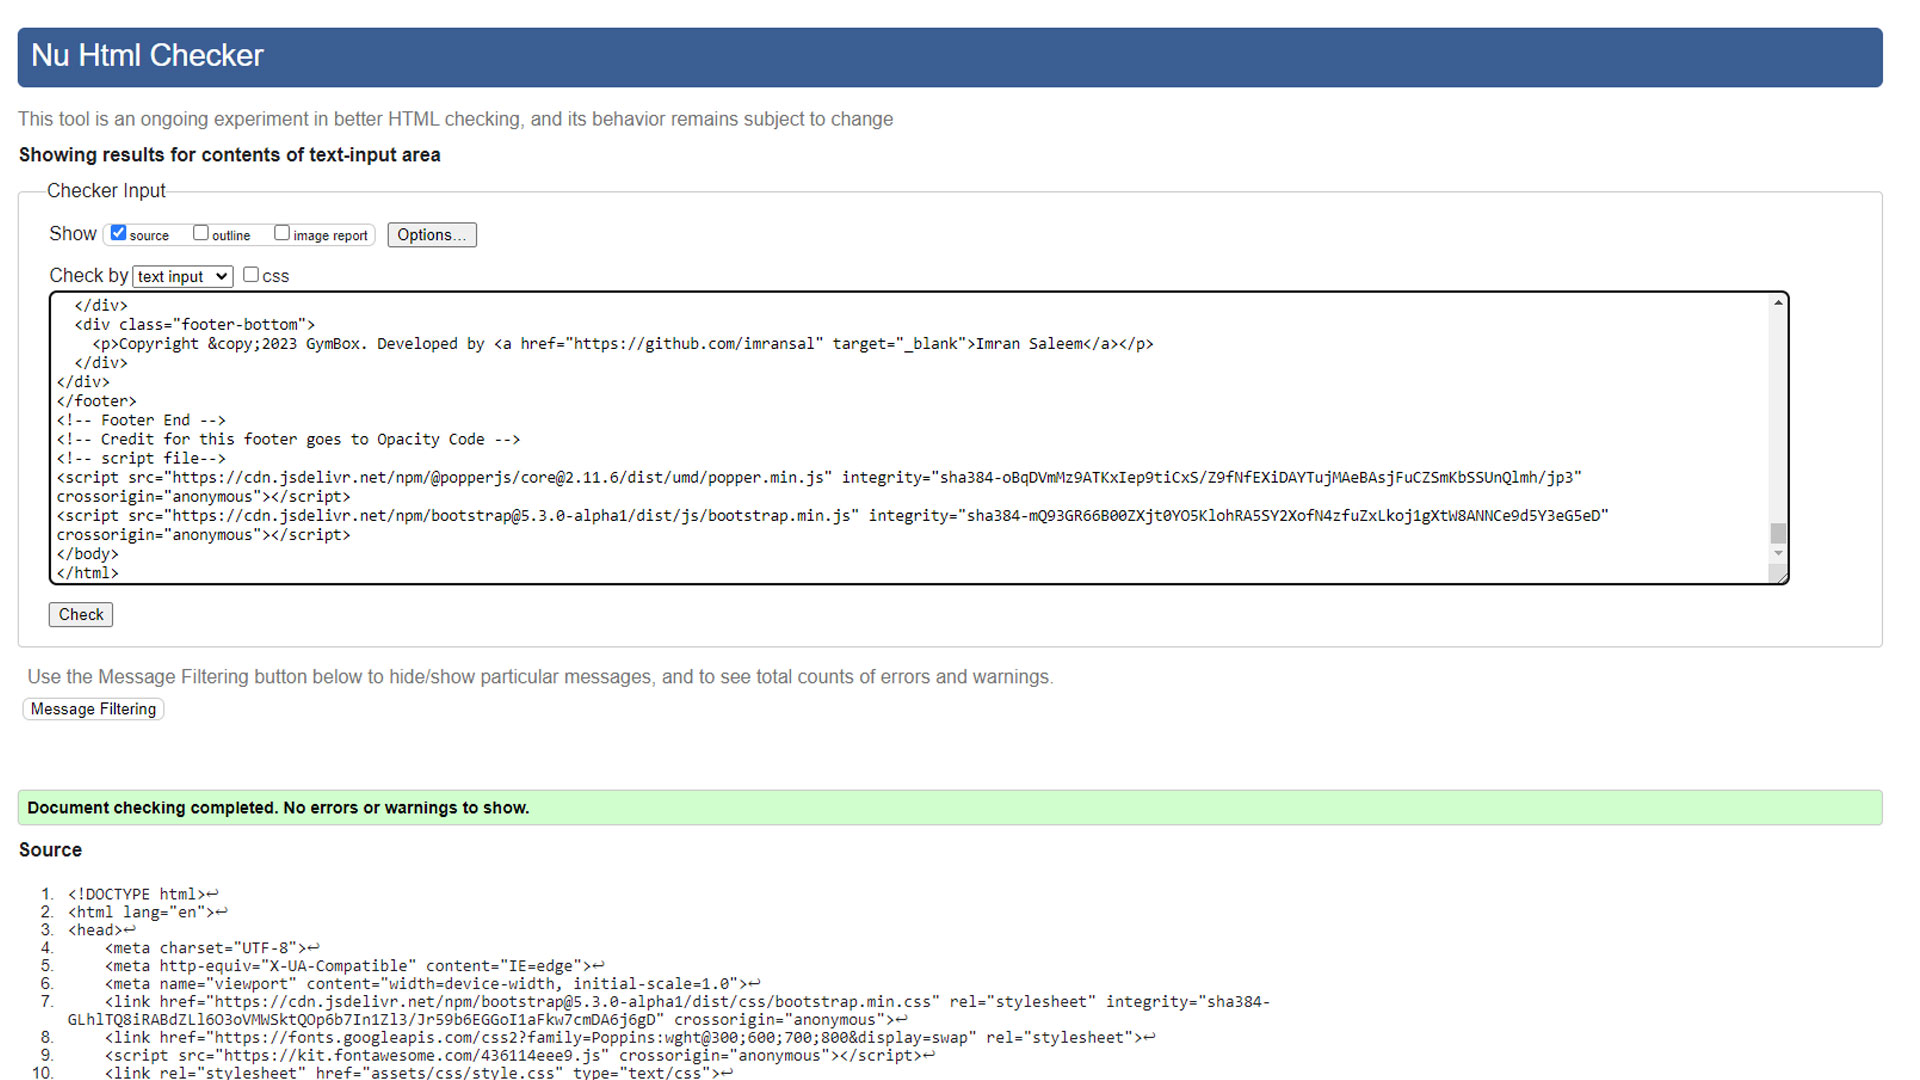 Nu Html Checker
This tool is an ongoing experiment in better HTML checking, and its behavior remains subject to change
Showing results for contents of text-input area
Checker Input
Show source outline image report Options...
Check by text input css
</div>
<div class="footer-bottom">
<p>Copyright &copy;2023 GymBox. Developed by <a href="https://github.com/imransal" target="_blank">Imran Saleem</a></p>
</div>
</div>
</footer>
<!-- Footer End -->
<!-- Credit for this footer goes to Opacity Code -->
<!-- script file-->
<script src="https://cdn.jsdelivr.net/npm/@popperjs/core@2.11.6/dist/umd/popper.min.js" integrity="sha384-oBqDVmMz9ATKxIep9tiCxS/Z9fNfEXiDAYTujMAeBAsjFuCZSmKbSSUnQlmh/jp3"
crossorigin="anonymous"></script>
<script src="https://cdn.jsdelivr.net/npm/bootstrap@5.3.0-alpha1/dist/js/bootstrap.min.js" integrity="sha384-mQ93GR66B00ZXjt0YO5KlohRA5SY2XofN4zfuZxLkoj1gXtW8ANNCe9d5Y3eG5eD"
crossorigin="anonymous"></script>
</body>
</html>
Check
Use the Message Filtering button below to hide/show particular messages, and to see total counts of errors and warnings.
Message Filtering
Document checking completed. No errors or warnings to show.
Source
1. <!DOCTYPE html>↩
2. <html lang="en">↩
3. <head>↩
4. <meta charset="UTF-8">↩
5. <meta http-equiv="X-UA-Compatible" content="IE=edge">↩
6. <meta name="viewport" content="width=device-width, initial-scale=1.0">↩
7. <link href="https://cdn.jsdelivr.net/npm/bootstrap@5.3.0-alpha1/dist/css/bootstrap.min.css" rel="stylesheet" integrity="sha384-
GLhlTQ8iRABdZLl6O3oVMWSktQOp6b7In1Zl3/Jr59b6EGGoI1aFkw7cmDA6j6gD" crossorigin="anonymous">↩
8. <link href="https://fonts.googleapis.com/css2?family=Poppins:wght@300;600;700;800&display=swap" rel="stylesheet">↩
9. <script src="https://kit.fontawesome.com/436114eee9.js" crossorigin="anonymous"></script>↩
10. <link rel="stylesheet" href="assets/css/style.css" type="text/css">↩